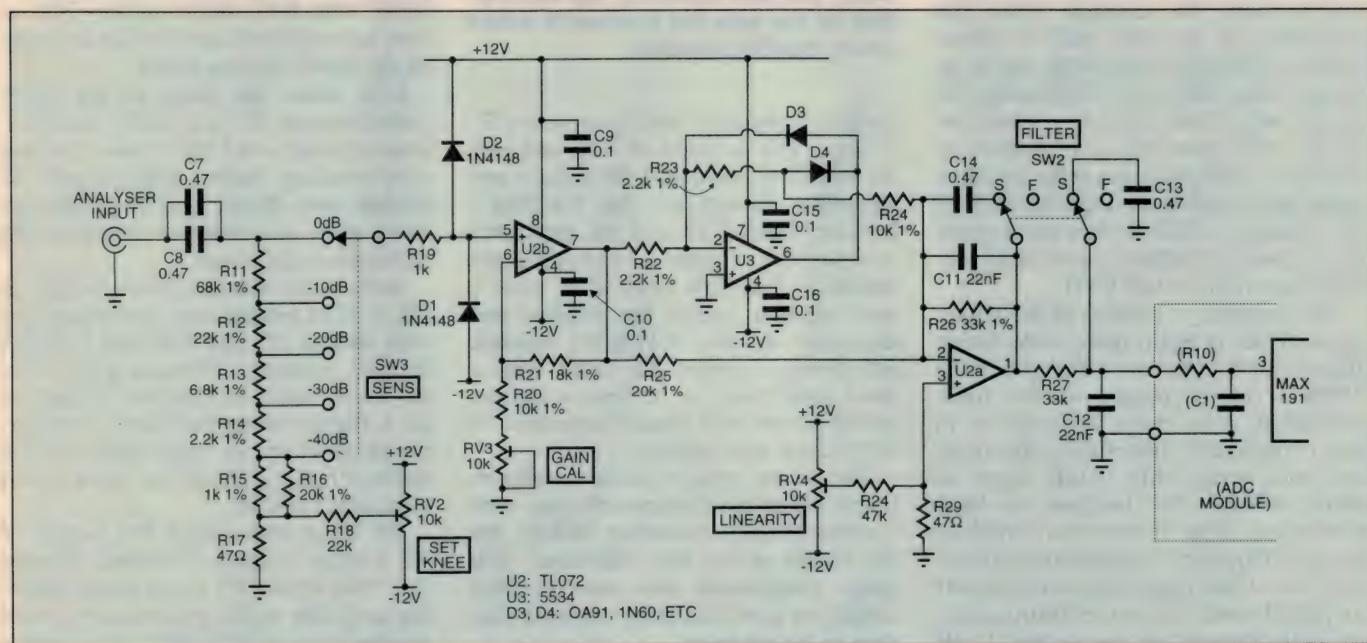 +12V
D2
1N4148
C9
0.1
D3
D4
R23
2.2k 1%
FILTER
SW2
C7
0.47
ANALYSER
INPUT
C8
0.47
0dB
R19
1k
8
5
U2b
7
6
4
R22
2.2k 1%
2
7
U3
6
3
4
C15
0.1
R24
10k 1%
C14
0.47
S
F
S
F
C13
0.47
R11
68k 1%
-10dB
R12
22k 1%
-20dB
R13
6.8k 1%
-30dB
R14
2.2k 1%
-40dB
SW3
SENS
D1
1N4148
-12V
-12V
C10
0.1
C16
0.1
-12V
C11 22nF
R26 33k 1%
R21 18k 1%
R25
20k 1%
R20
10k 1%
RV3
10k
GAIN
CAL
2
U2a
1
3
R27
33k
C12
22nF
(R10)
(C1)
3
MAX
191
(ADC
MODULE)
R15
1k 1%
R16
20k 1%
R17
47Ω
R18
22k
+12V
RV2
10k
SET
KNEE
-12V
+12V
RV4
10k
LINEARITY
-12V
R24
47k
R29
47Ω
U2: TL072
U3: 5534
D3, D4: OA91, 1N60, ETC